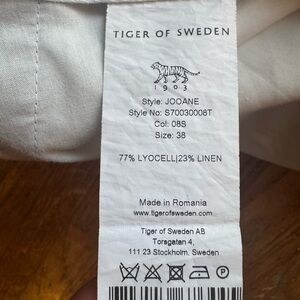 TIGER OF SWEDEN
1903
Style: JOOANE
Style No: S70030008T
Col: 08S
Size: 38
77% LYOCELL|23% LINEN
Made in Romania
www.tigerofsweden.com
Tiger of Sweden AB
Torsgatan 4,
111 23 Stockholm. Sweden
P